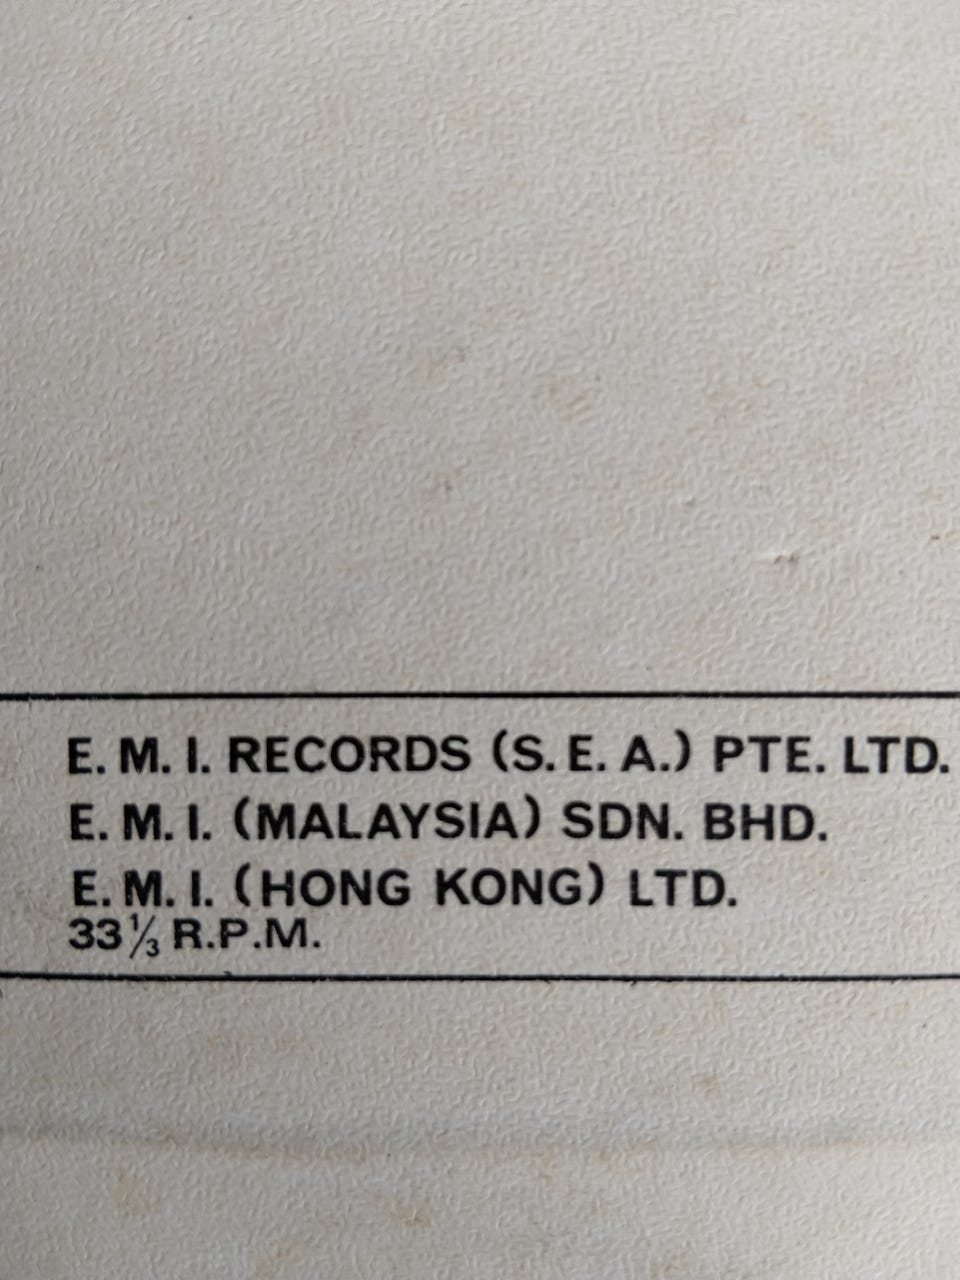 E. M. I. RECORDS (S. E. A.) PTE. LTD.
E. M. I. (MALAYSIA) SDN. BHD.
E. M. I. (HONG KONG) LTD.
33⅓ R.P.M.